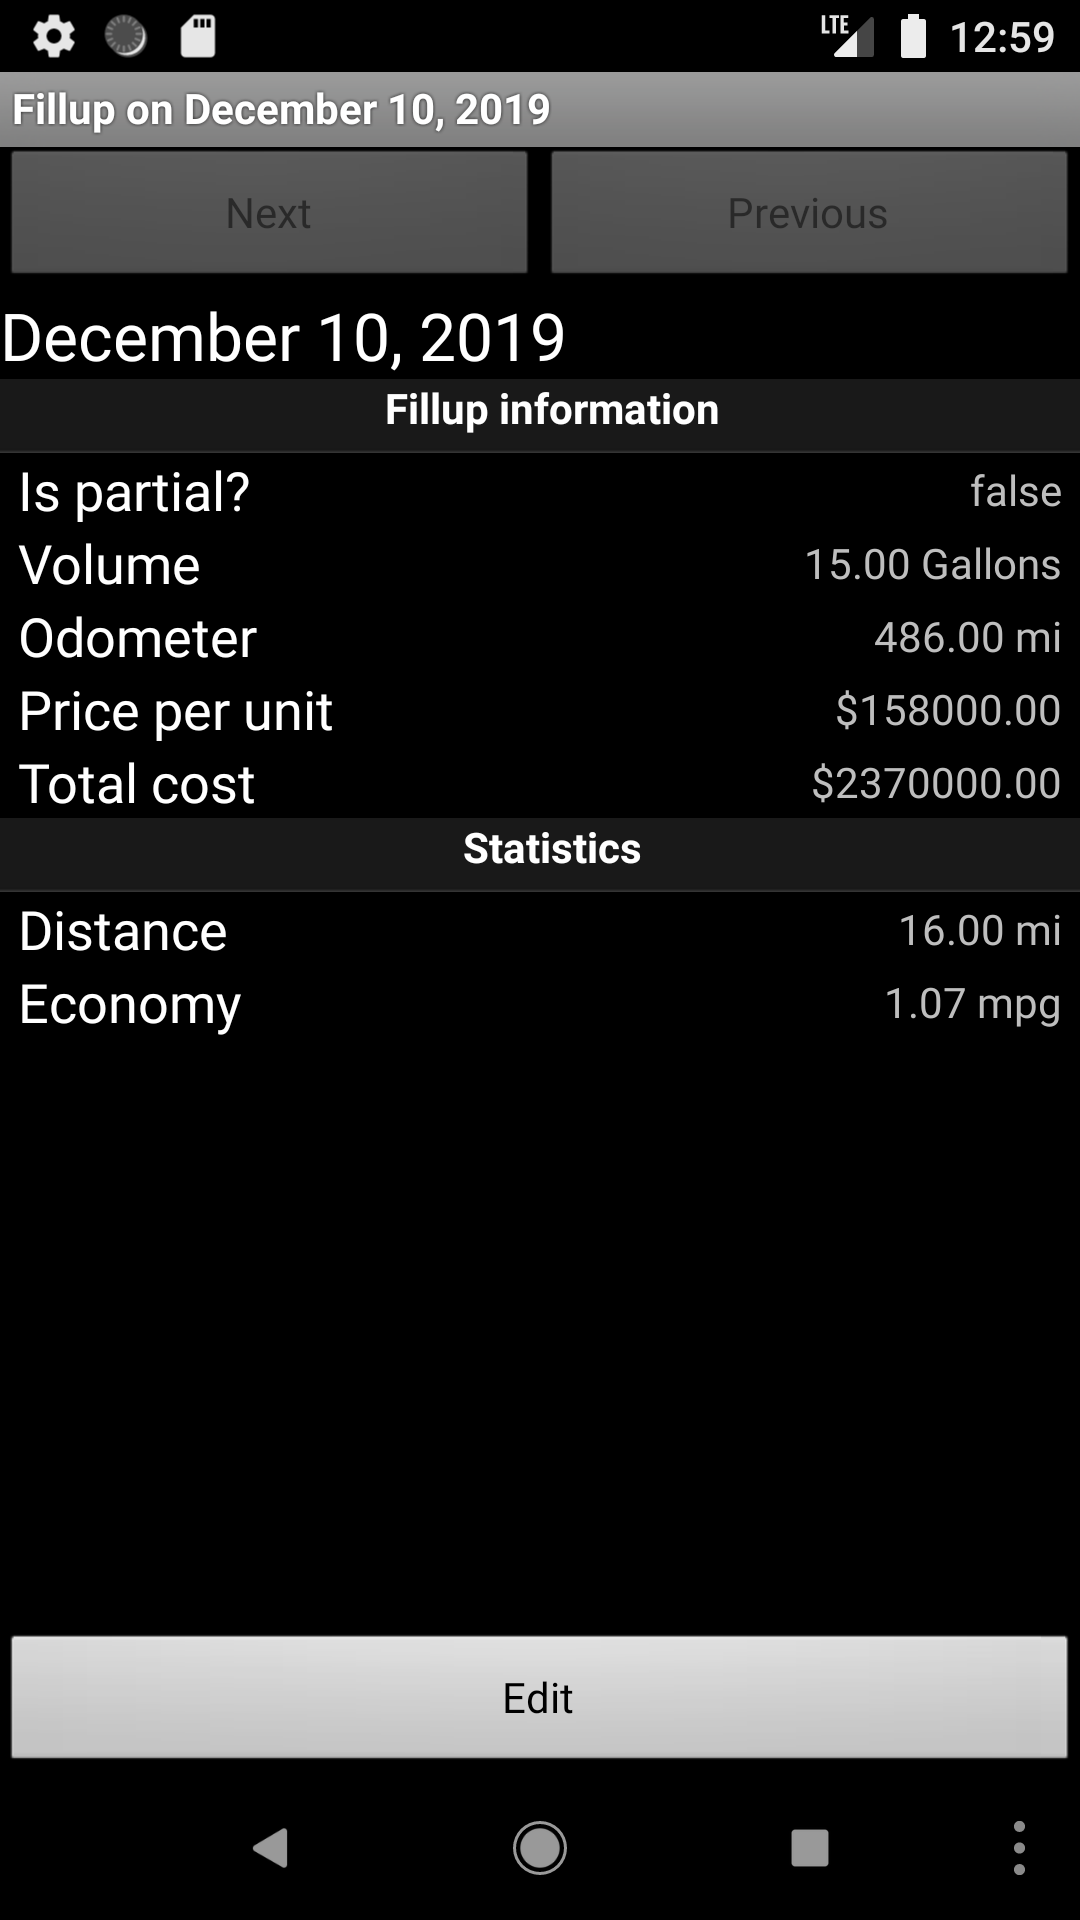 LTE 12:59
Fillup on December 10, 2019
Next Previous
December 10, 2019
Fillup information
Is partial? false
Volume 15.00 Gallons
Odometer 486.00 mi
Price per unit $158000.00
Total cost $2370000.00
Statistics
Distance 16.00 mi
Economy 1.07 mpg
Edit